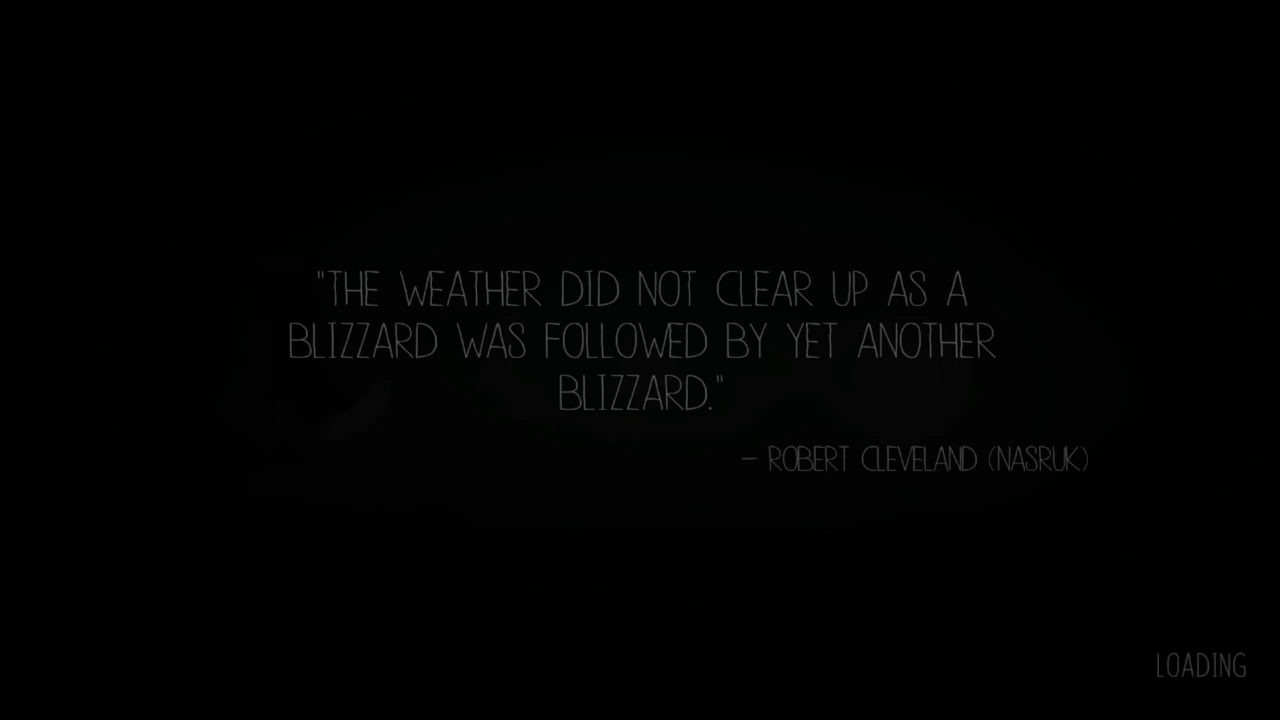 "THE WEATHER DID NOT CLEAR UP AS A
BLIZZARD WAS FOLLOWED BY YET ANOTHER
BLIZZARD."
– ROBERT CLEVELAND (NASRUK)
LOADING